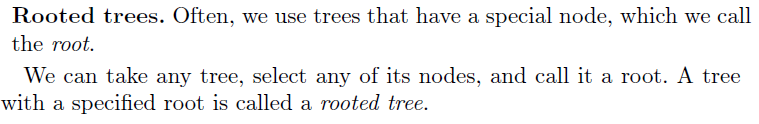 Rooted trees. Often, we use trees that have a special node, which we call
the root.
We can take any tree, select any of its nodes, and call it a root. A tree
with a specified root is called a rooted tree.